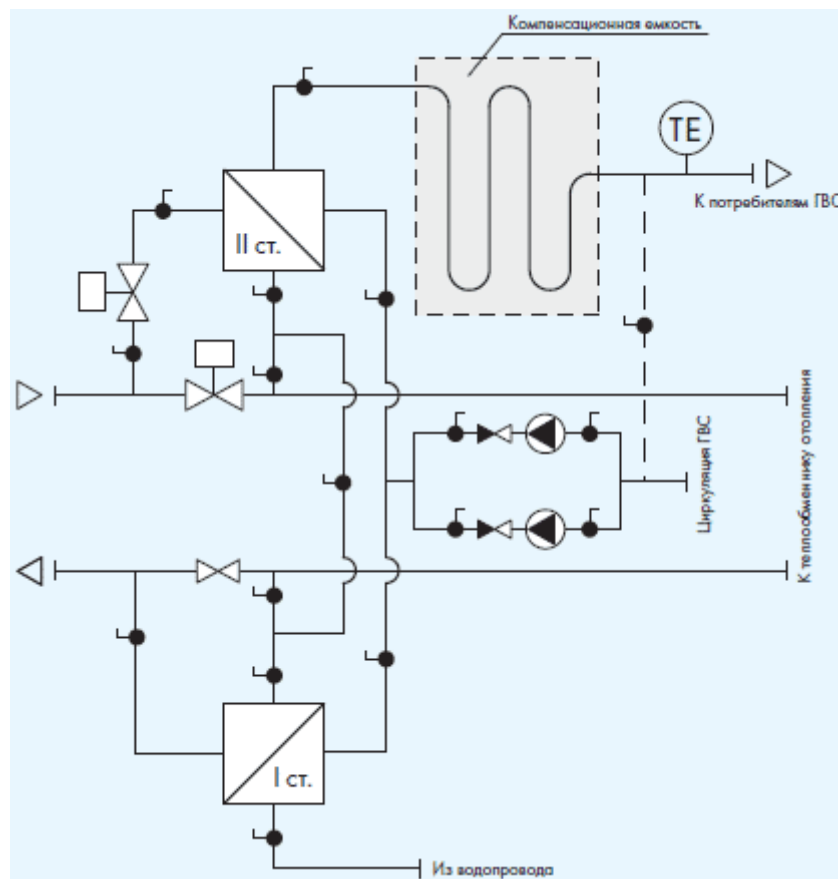 Компенсационная емкость
TE
К потребителям ГВС
II ст.
Циркуляция ГВС
К теплообменнику отопления
I ст.
Из водопровода